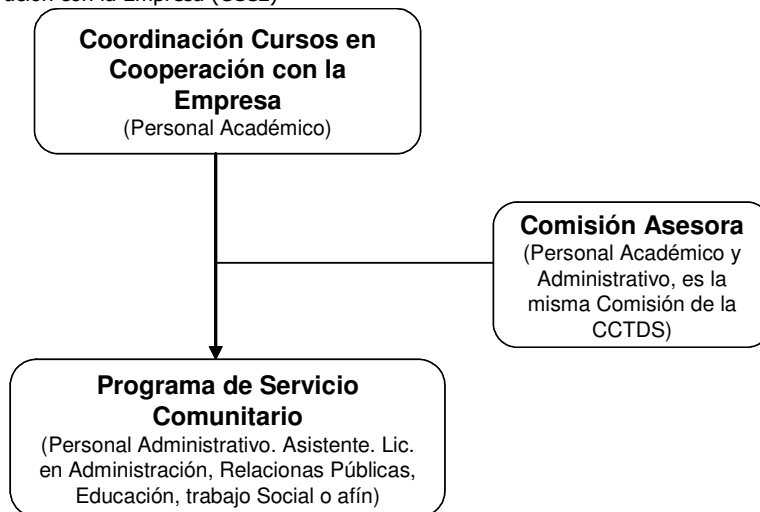 con la Empresa
Coordinación Cursos en
Cooperación con la
Empresa
(Personal Académico)
Comisión Asesora
(Personal Académico y
Administrativo, es la
misma Comisión de la
CCTDS)
Programa de Servicio
Comunitario
(Personal Administrativo. Asistente. Lic.
en Administración, Relacionas Públicas,
Educación, trabajo Social o afín)